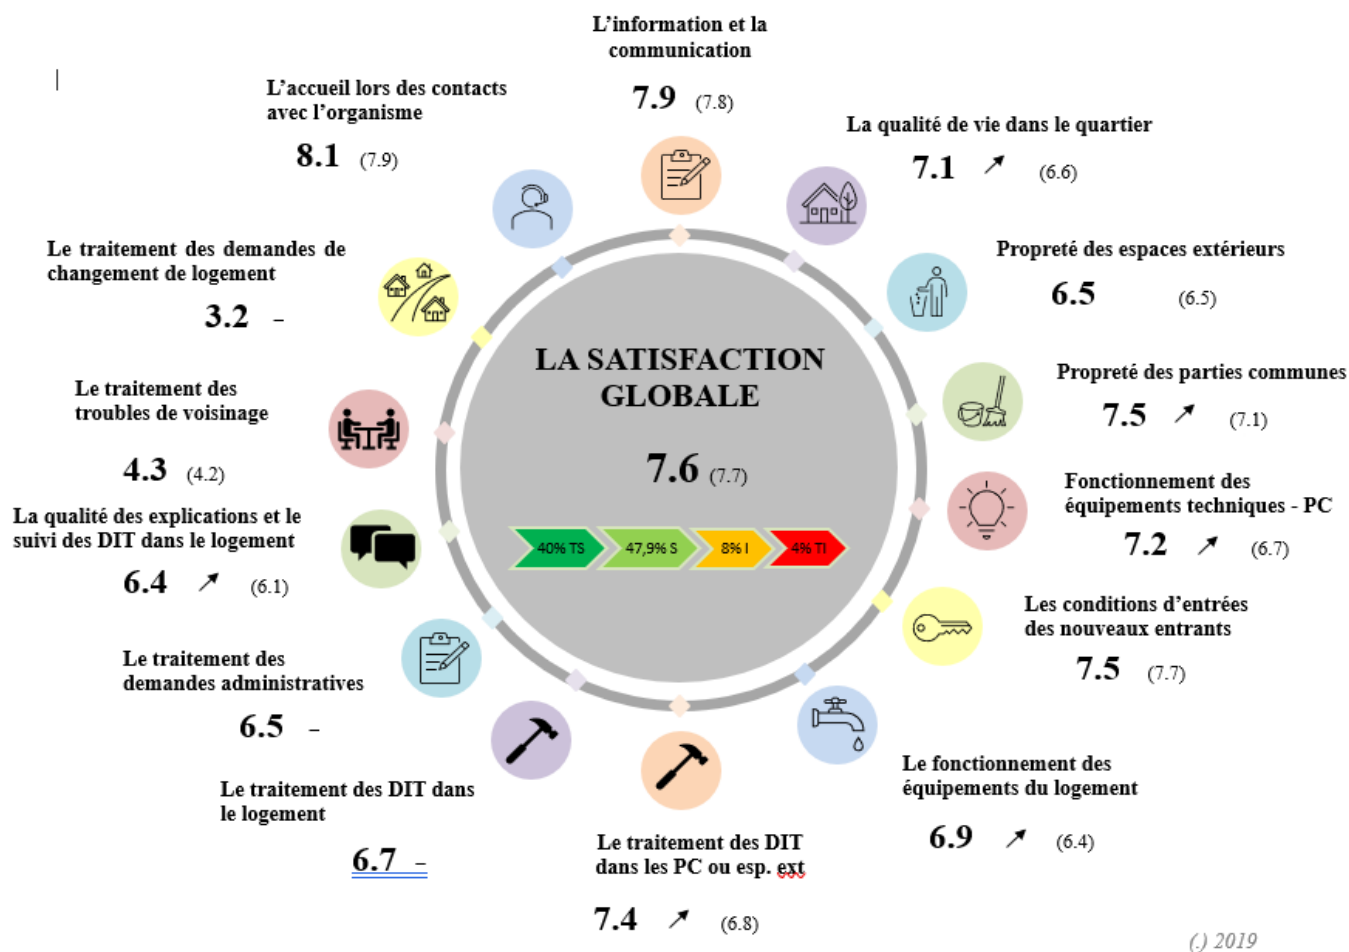 L’information et la
communication
7.9 (7.8)
L’accueil lors des contacts
avec l’organisme
8.1 (7.9)
La qualité de vie dans le quartier
7.1 ↗ (6.6)
Le traitement des demandes de
changement de logement
3.2 –
Propreté des espaces extérieurs
6.5 (6.5)
LA SATISFACTION
GLOBALE
7.6 (7.7)
40% TS 47,9% S 8% I 4% TI
Le traitement des
troubles de voisinage
4.3 (4.2)
Propreté des parties communes
7.5 ↗ (7.1)
La qualité des explications et le
suivi des DIT dans le logement
6.4 ↗ (6.1)
Fonctionnement des
équipements techniques - PC
7.2 ↗ (6.7)
Le traitement des
demandes administratives
6.5 –
Les conditions d’entrées
des nouveaux entrants
7.5 (7.7)
Le traitement des DIT dans
le logement
6.7 –
Le fonctionnement des
équipements du logement
6.9 ↗ (6.4)
Le traitement des DIT
dans les PC ou esp. ext
7.4 ↗ (6.8)
(.) 2019